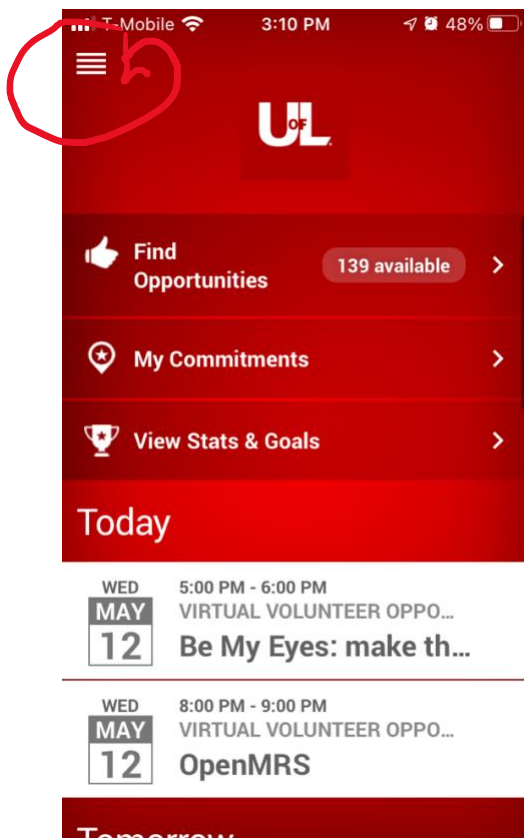 T-Mobile 3:10 PM 48%
U OF L
Find
Opportunities
139 available
My Commitments
View Stats & Goals
Today
WED
MAY
12
5:00 PM - 6:00 PM
VIRTUAL VOLUNTEER OPPO...
Be My Eyes: make th...
WED
MAY
12
8:00 PM - 9:00 PM
VIRTUAL VOLUNTEER OPPO...
OpenMRS
Tomorrow